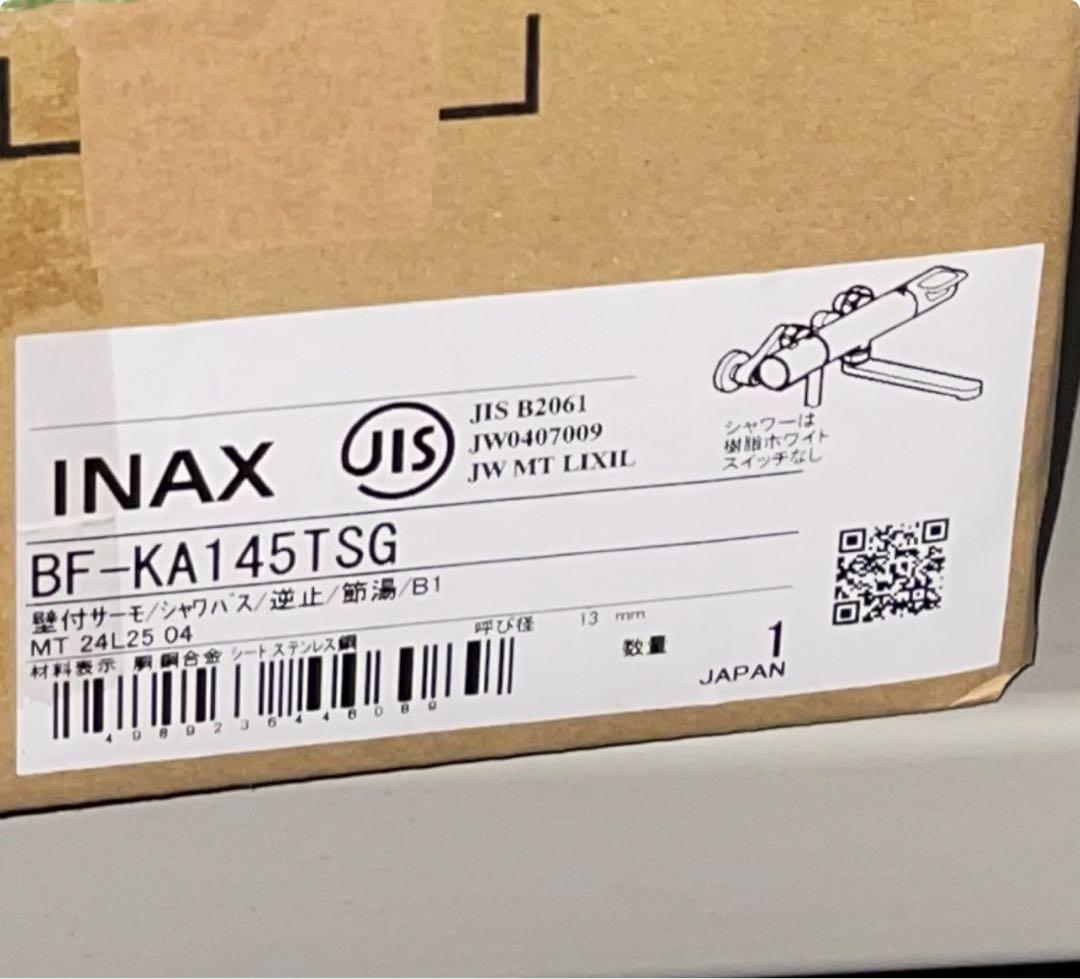 INAX
JIS
JIS B2061
JW0407009
JW MT LIXIL
シャワーは
樹脂ホワイト
スイッチなし
BF-KA145TSG
壁付サーモ/シャワバス/逆止/節湯/B1
MT 24L25 04
呼び径 13 mm
材料表示 銅 銅合金 シート ステンレス鋼
数量 1
JAPAN
4989236446089